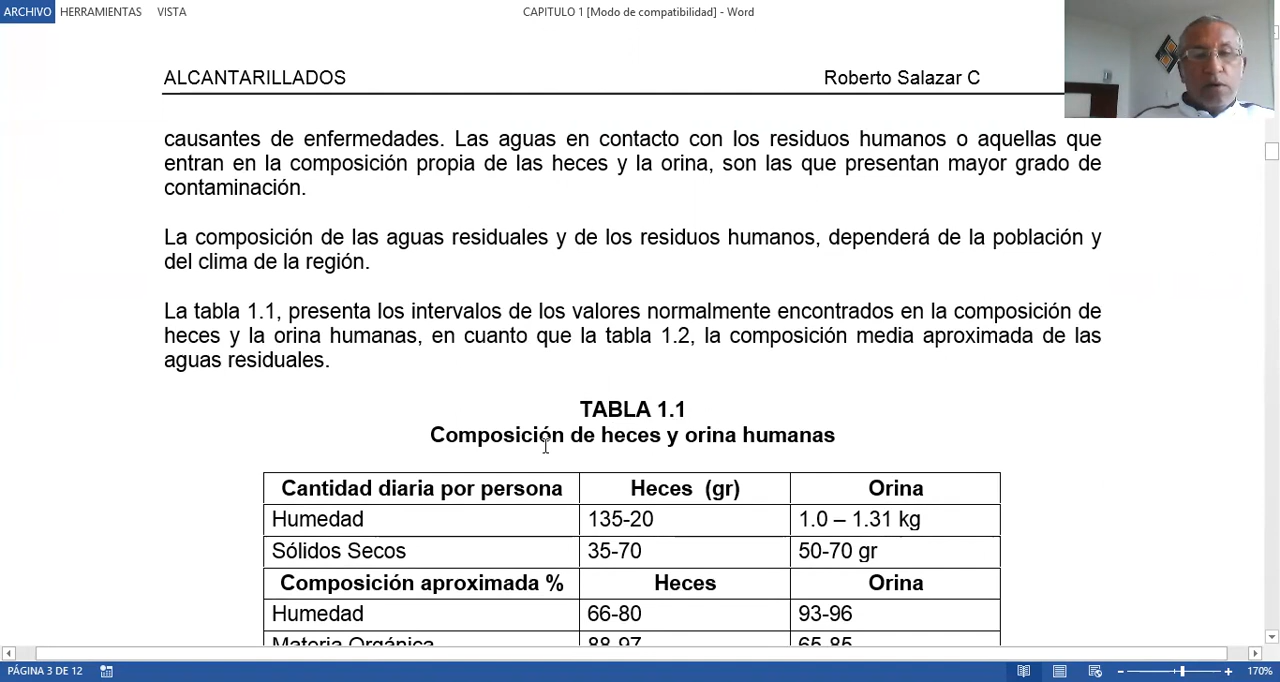 ARCHIVO HERRAMIENTAS VISTA CAPITULO 1 [Modo de compatibilidad] - Word
ALCANTARILLADOS Roberto Salazar C
causantes de enfermedades. Las aguas en contacto con los residuos humanos o aquellas que
entran en la composición propia de las heces y la orina, son las que presentan mayor grado de
contaminación.
La composición de las aguas residuales y de los residuos humanos, dependerá de la población y
del clima de la región.
La tabla 1.1, presenta los intervalos de los valores normalmente encontrados en la composición de
heces y la orina humanas, en cuanto que la tabla 1.2, la composición media aproximada de las
aguas residuales.
TABLA 1.1
Composición de heces y orina humanas
Cantidad diaria por persona Heces (gr) Orina
Humedad 135-20 1.0 – 1.31 kg
Sólidos Secos 35-70 50-70 gr
Composición aproximada % Heces Orina
Humedad 66-80 93-96
Materia Orgánica 88-97 65-85
PÁGINA 3 DE 12 170%